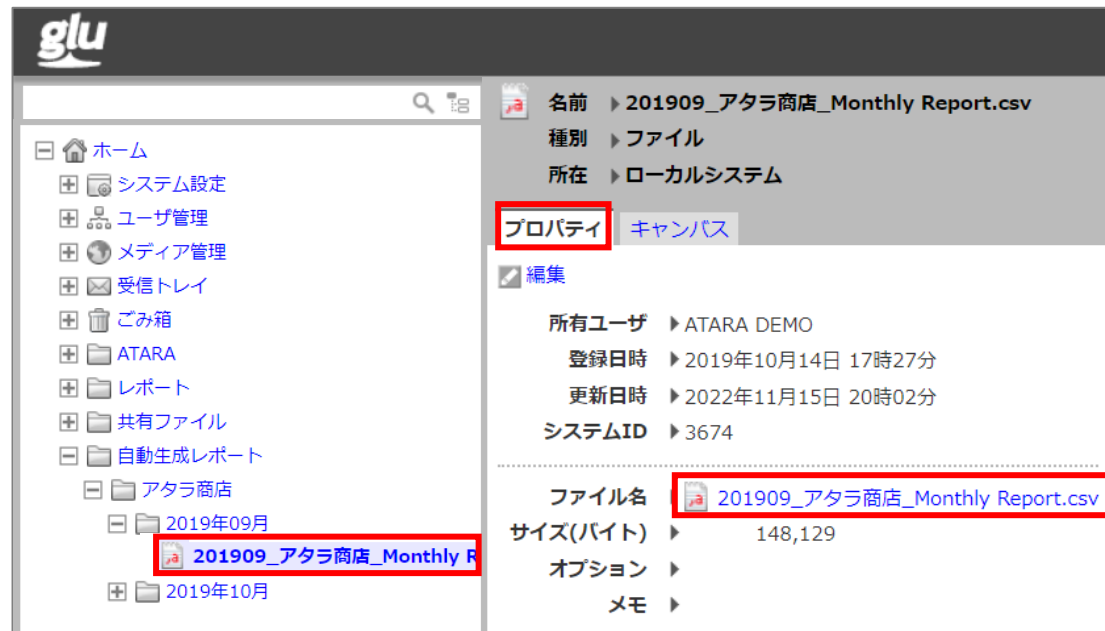 glu
名前 201909_アタラ商店_Monthly Report.csv
種別 ファイル
所在 ローカルシステム
プロパティ キャンバス
編集
所有ユーザ ATARA DEMO
登録日時 2019年10月14日 17時27分
更新日時 2022年11月15日 20時02分
システムID 3674
ファイル名 201909_アタラ商店_Monthly Report.csv
サイズ(バイト) 148,129
オプション
メモ
ホーム
システム設定
ユーザ管理
メディア管理
受信トレイ
ごみ箱
ATARA
レポート
共有ファイル
自動生成レポート
アタラ商店
2019年09月
201909_アタラ商店_Monthly R
2019年10月